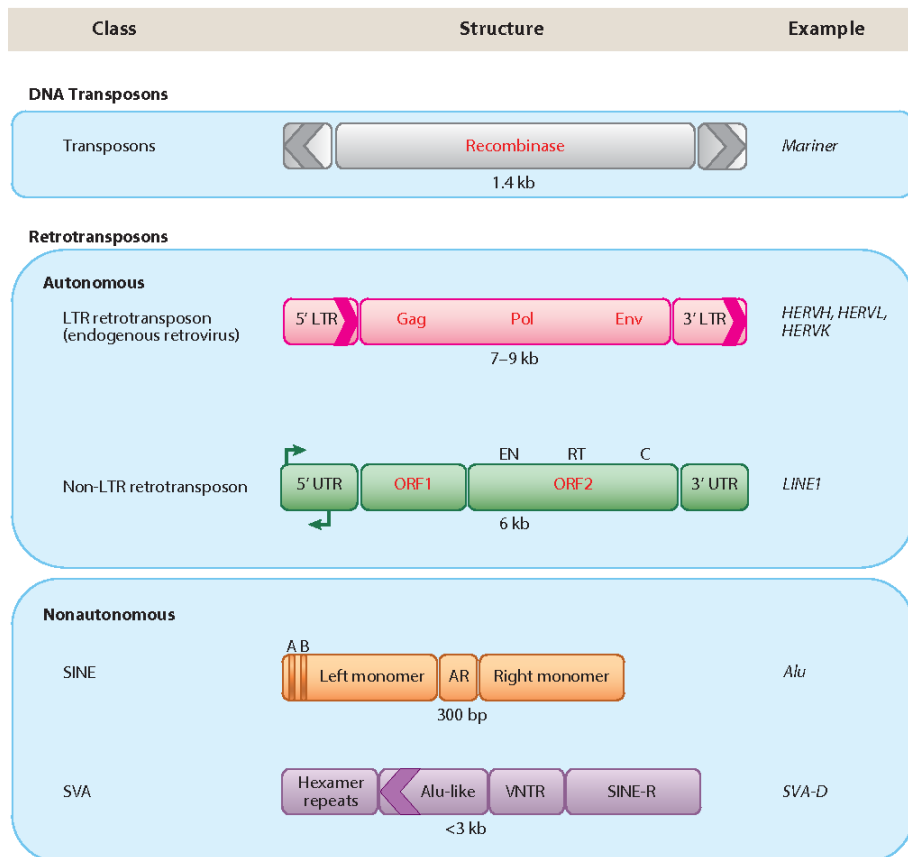 Class Structure Example
DNA Transposons
Transposons Recombinase Mariner
1.4 kb
Retrotransposons
Autonomous
LTR retrotransposon
(endogenous retrovirus)
5′ LTR Gag Pol Env 3′ LTR
HERVH, HERVL,
HERVK
7–9 kb
EN RT C
Non-LTR retrotransposon 5′ UTR ORF1 ORF2 3′ UTR LINE1
6 kb
Nonautonomous
A B
SINE Left monomer AR Right monomer Alu
300 bp
SVA
Hexamer
repeats
Alu-like VNTR SINE-R SVA-D
<3 kb